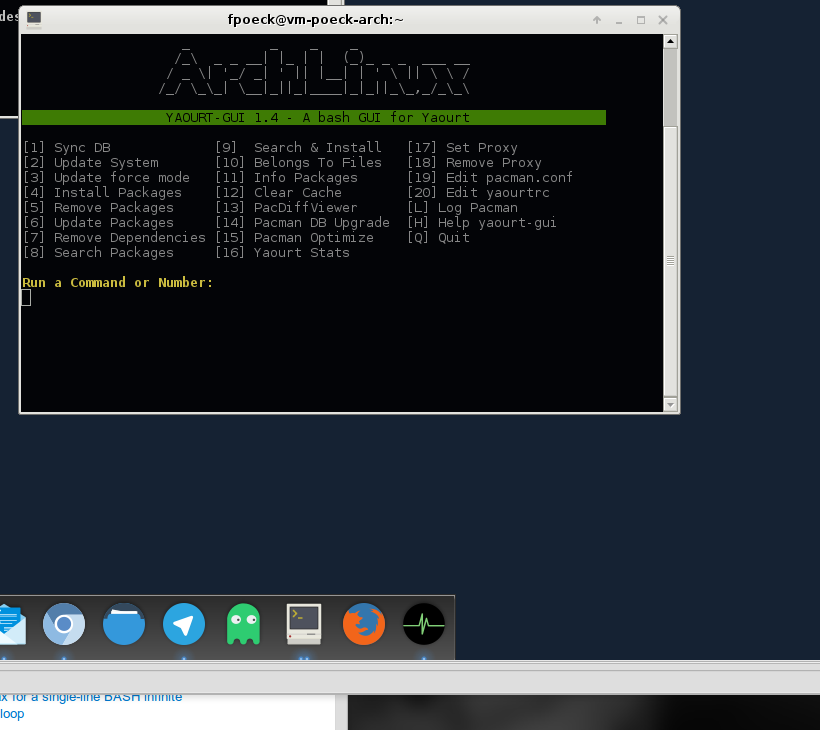 des
fpoeck@vm-poeck-arch:~
ArchLinx
YAOURT-GUI 1.4 - A bash GUI for Yaourt
[1] Sync DB [9] Search & Install [17] Set Proxy
[2] Update System [10] Belongs To Files [18] Remove Proxy
[3] Update force mode [11] Info Packages [19] Edit pacman.conf
[4] Install Packages [12] Clear Cache [20] Edit yaourtrc
[5] Remove Packages [13] PacDiffViewer [L] Log Pacman
[6] Update Packages [14] Pacman DB Upgrade [H] Help yaourt-gui
[7] Remove Dependencies [15] Pacman Optimize [Q] Quit
[8] Search Packages [16] Yaourt Stats
Run a Command or Number:
x for a single-line BASH infinite
loop